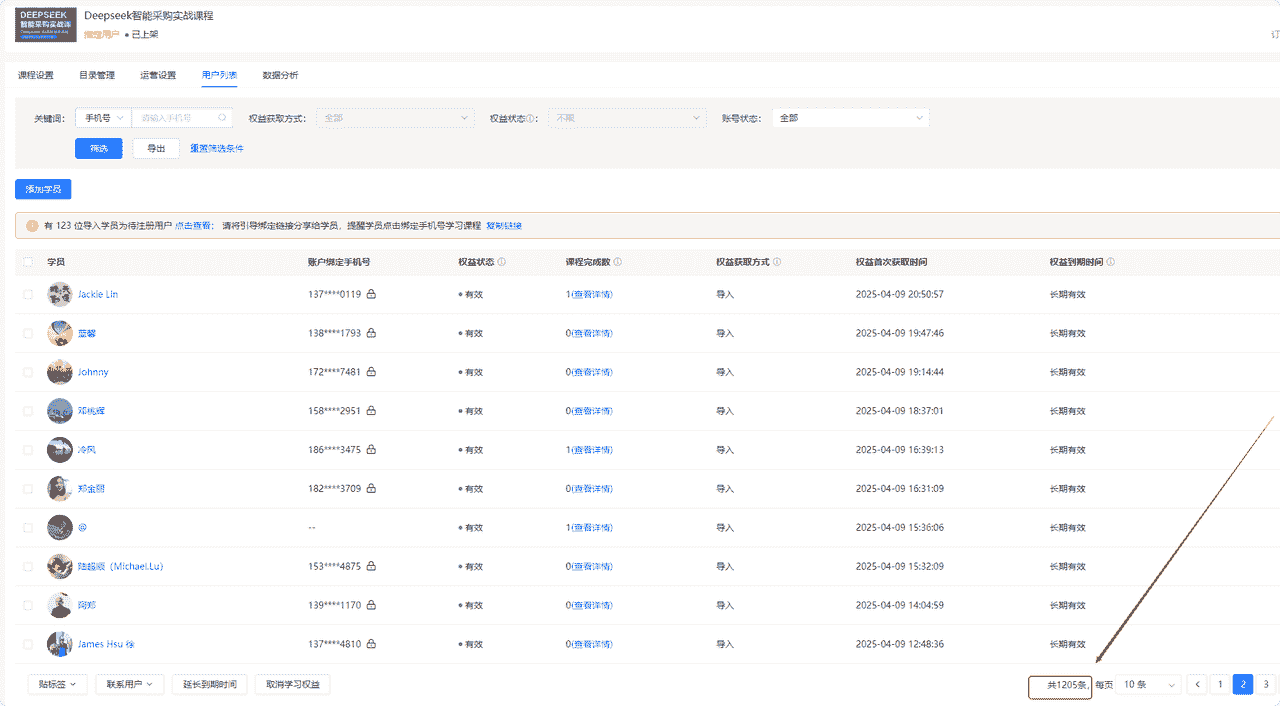 DEEPSEEK
智能采购实战课
Deepseek智能采购实战课程
指定用户 ● 已上架
订
课程设置 目录管理 运营设置 用户列表 数据分析
关键词： 手机号 请输入手机号 权益获取方式： 全部 权益状态： 不限 账号状态： 全部
筛选 导出 重置筛选条件
添加学员
有 123 位导入学员为待注册用户 点击查看； 请将引导绑定链接分享给学员，提醒学员点击绑定手机号学习课程 复制链接
学员 账户绑定手机号 权益状态 课程完成数 权益获取方式 权益首次获取时间 权益到期时间
Jackie Lin 137****0119 有效 1(查看详情) 导入 2025-04-09 20:50:57 长期有效
蓝馨 138****1793 有效 0(查看详情) 导入 2025-04-09 19:47:46 长期有效
Johnny 172****7481 有效 0(查看详情) 导入 2025-04-09 19:14:44 长期有效
158****2951 有效 0(查看详情) 导入 2025-04-09 18:37:01 长期有效
冷风 186****3475 有效 1(查看详情) 导入 2025-04-09 16:39:13 长期有效
郑金丽 182****3709 有效 0(查看详情) 导入 2025-04-09 16:31:09 长期有效
@ -- 有效 1(查看详情) 导入 2025-04-09 15:36:06 长期有效
陆超顺（Michael.Lu） 153****4875 有效 0(查看详情) 导入 2025-04-09 15:32:09 长期有效
139****1170 有效 0(查看详情) 导入 2025-04-09 14:04:59 长期有效
James Hsu 徐 137****4810 有效 0(查看详情) 导入 2025-04-09 12:48:36 长期有效
贴标签 联系用户 延长到期时间 取消学习权益 共1205条， 每页 10 条 < 1 2 3